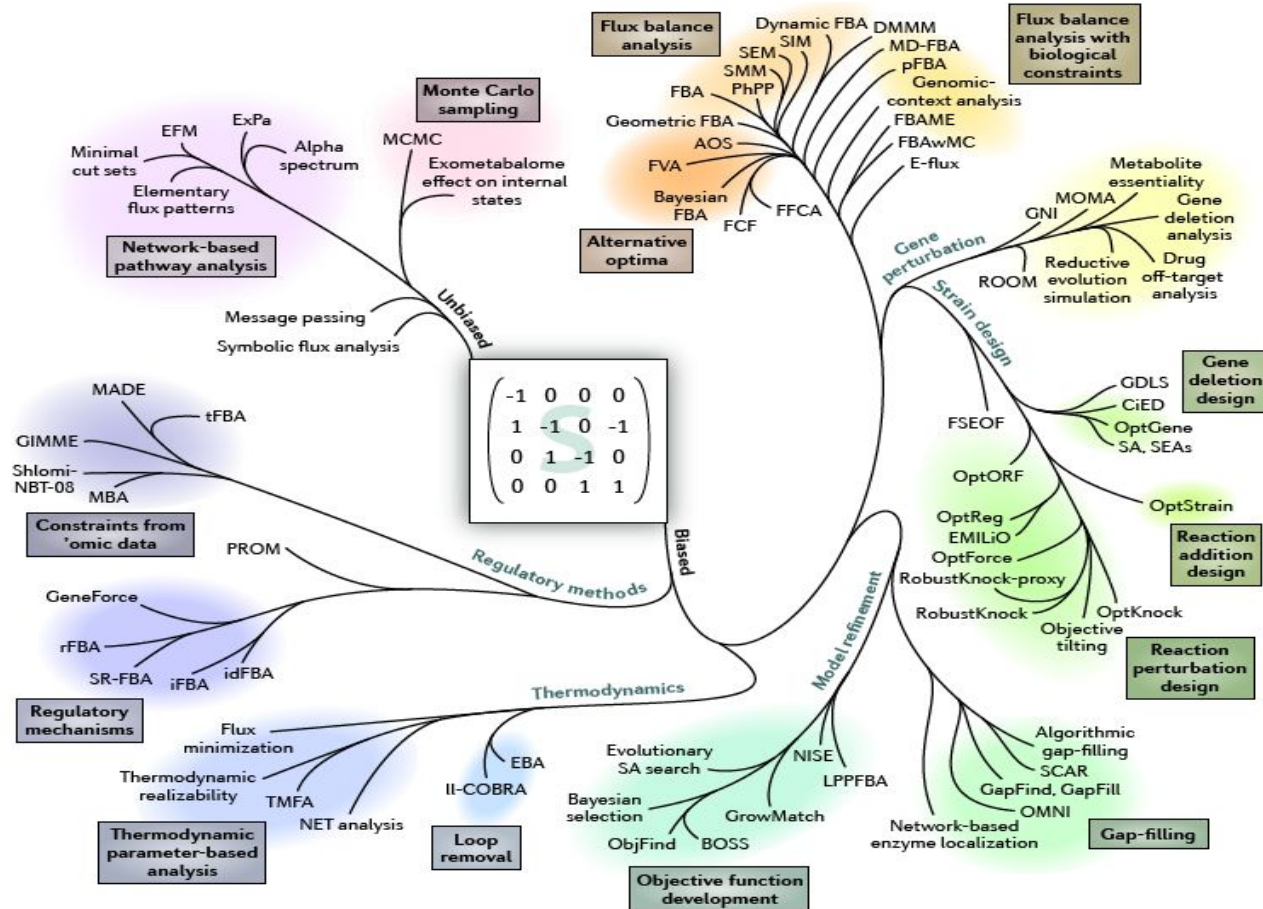 Flux balance
analysis
Dynamic FBA
DMMM
SIM
SEM
MD-FBA
SMM
pFBA
PhPP
Genomic-
context analysis
FBA
FBAME
Geometric FBA
FBAwMC
AOS
E-flux
FVA
Bayesian
FBA
FCF
FFCA
Flux balance
analysis with
biological
constraints
Alternative
optima
Monte Carlo
sampling
MCMC
Exometabalome
effect on internal
states
ExPa
EFM
Alpha
spectrum
Minimal
cut sets
Elementary
flux patterns
Network-based
pathway analysis
Message passing
Symbolic flux analysis
Unbiased
Gene
perturbation
GNI
MOMA
Metabolite
essentiality
Gene
deletion
analysis
ROOM
Reductive
evolution
simulation
Drug
off-target
analysis
Strain design
Gene
deletion
design
GDLS
CiED
OptGene
SA, SEAs
FSEOF
OptORF
OptStrain
OptReg
EMILiO
OptForce
RobustKnock-proxy
RobustKnock
OptKnock
Objective
tilting
Reaction
addition
design
Reaction
perturbation
design
-1 0 0 0
1 -1 0 -1
0 1 -1 0
0 0 1 1
S
Biased
MADE
tFBA
GIMME
Shlomi-
NBT-08
MBA
Constraints from
'omic data
PROM
Regulatory methods
GeneForce
rFBA
SR-FBA
iFBA
idFBA
Regulatory
mechanisms
Thermodynamics
Flux
minimization
Thermodynamic
realizability
TMFA
NET analysis
EBA
II-COBRA
Thermodynamic
parameter-based
analysis
Loop
removal
Model refinement
Evolutionary
SA search
NISE
LPPFBA
Bayesian
selection
GrowMatch
ObjFind
BOSS
Objective function
development
Algorithmic
gap-filling
SCAR
GapFind, GapFill
OMNI
Network-based
enzyme localization
Gap-filling